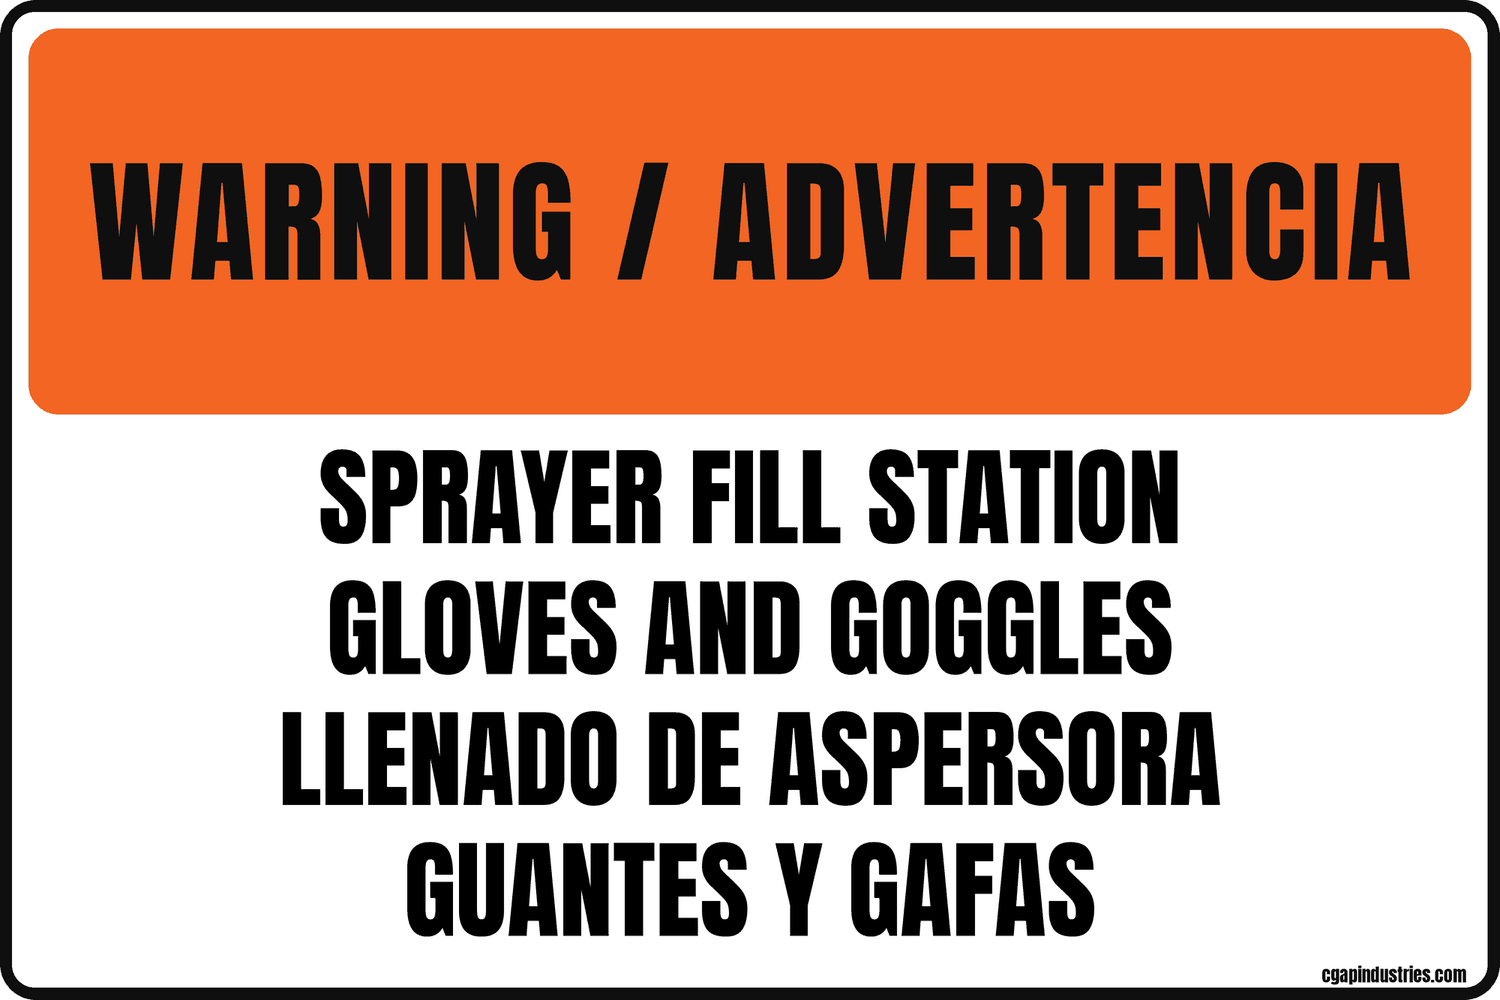 WARNING / ADVERTENCIA
SPRAYER FILL STATION
GLOVES AND GOGGLES
LLENADO DE ASPERSORA
GUANTES Y GAFAS
cgapindustries.com